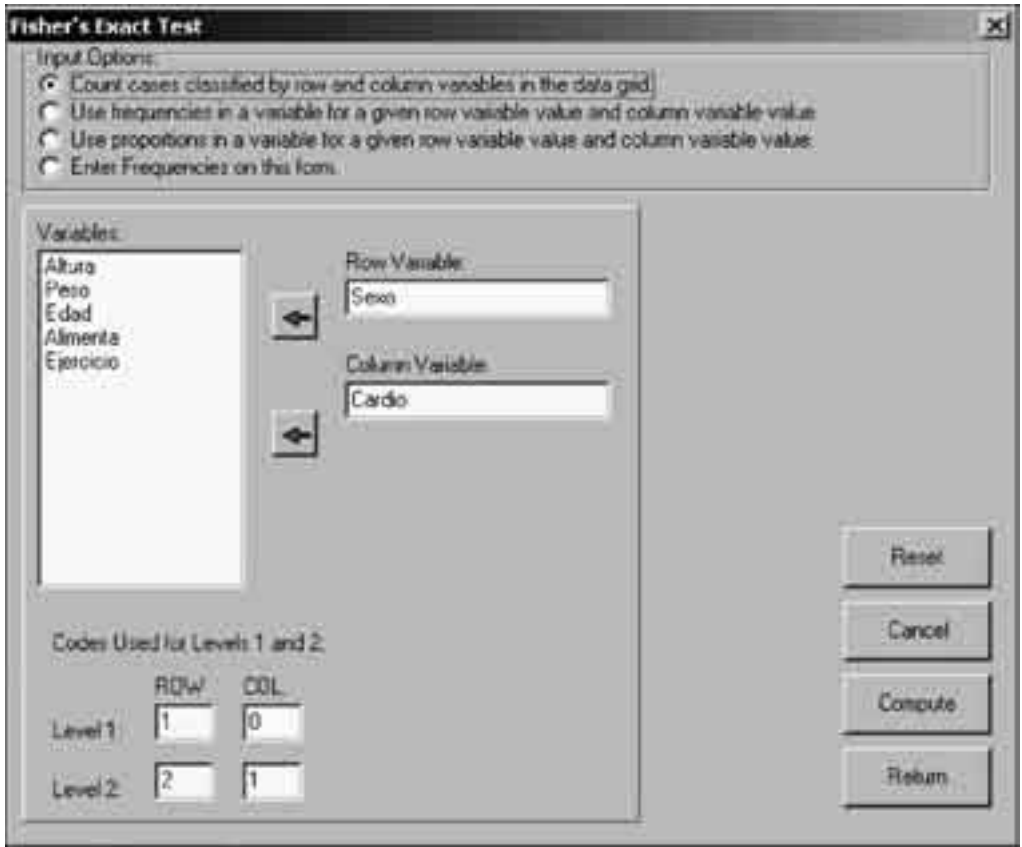 Fisher's Exact Test
Input Options:
Count cases classified by row and column variables in the data grid.
Use frequencies in a variable for a given row variable value and column variable value
Use proportions in a variable for a given row variable value and column variable value.
Enter Frequencies on this form.
Variables:
Altura
Peso
Edad
Alimenta
Ejercicio
Row Variable:
Sexo
Column Variable:
Cardio
Codes Used for Levels 1 and 2:
ROW COL.
Level 1: 1 0
Level 2: 2 1
Reset
Cancel
Compute
Return